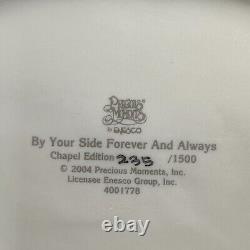 Precious
Moments
by ENESCO
By Your Side Forever And Always
Chapel Edition 235 /1500
© 2004 Precious Moments, Inc.
Licensee Enesco Group, Inc.
4001778